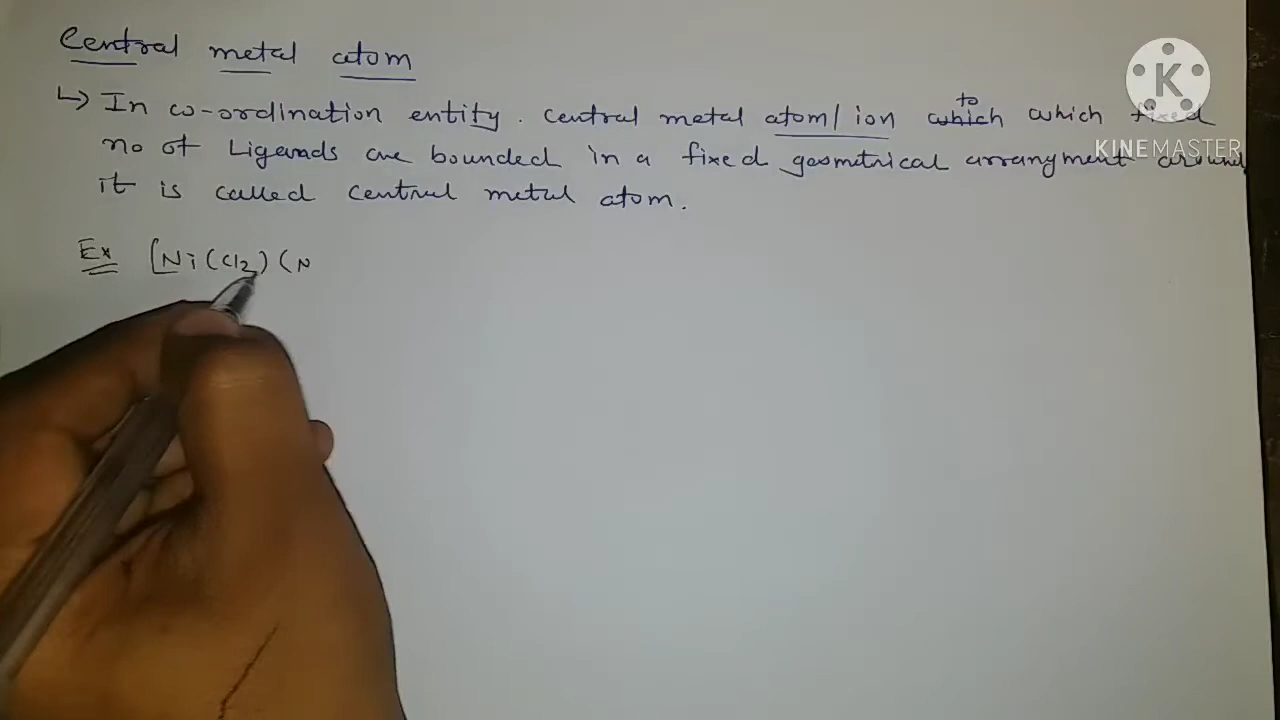 Central metal atom
↳ In co-ordination entity. central metal atom/ion which to which fixed
no of Ligands are bounded in a fixed geometrical arrangment around
it is called central metal atom.
Ex [Ni(Cl2)(N
K
KINEMASTER